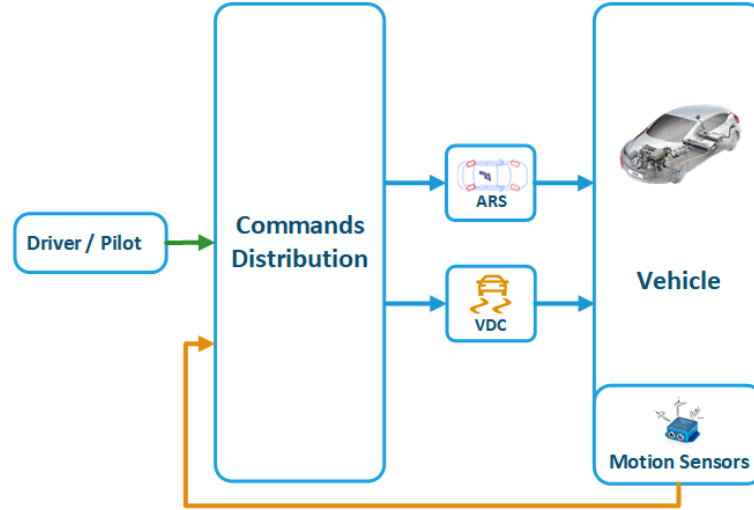 Driver / Pilot
Commands
Distribution
ARS
VDC
Vehicle
Motion Sensors